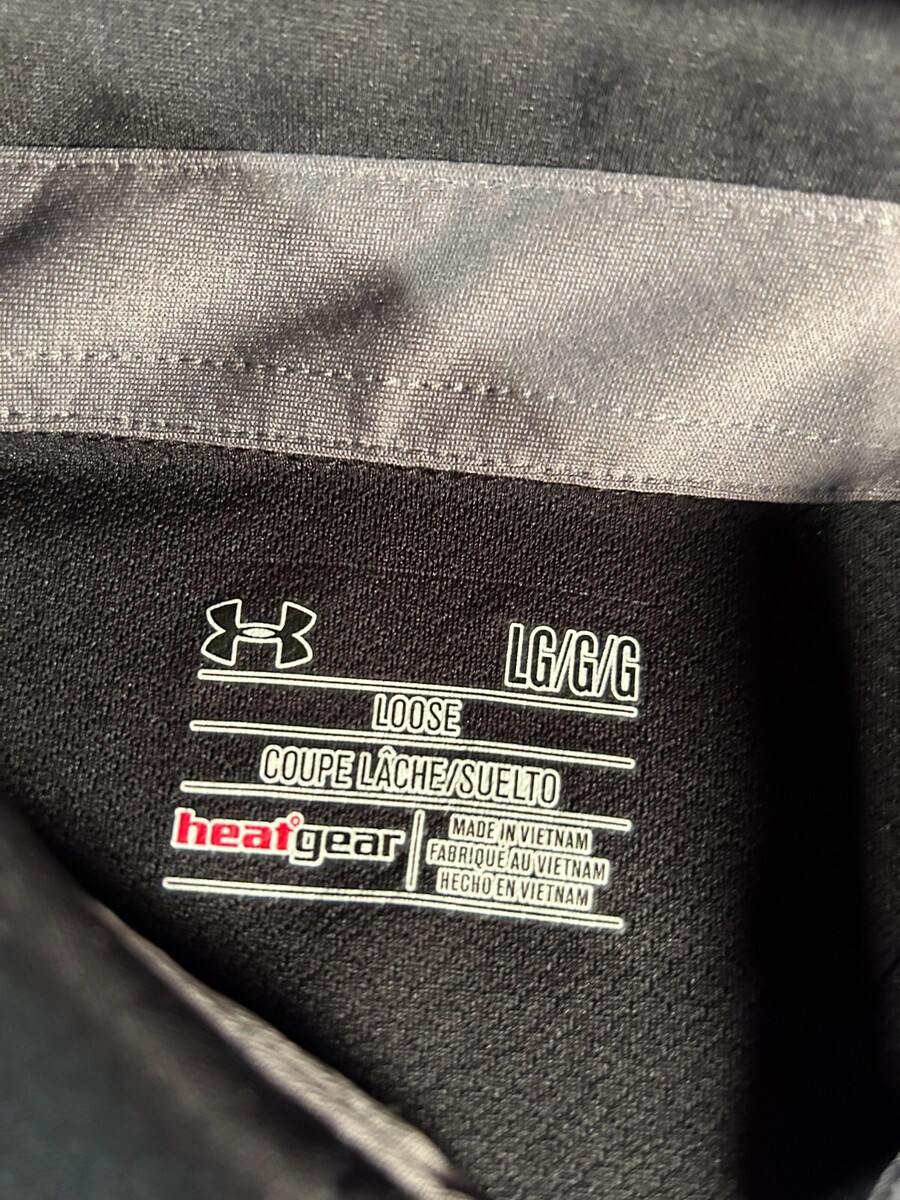 LG/G/G
LOOSE
COUPE LÂCHE/SUELTO
heatgear
MADE IN VIETNAM
FABRIQUÉ AU VIETNAM
HECHO EN VIETNAM